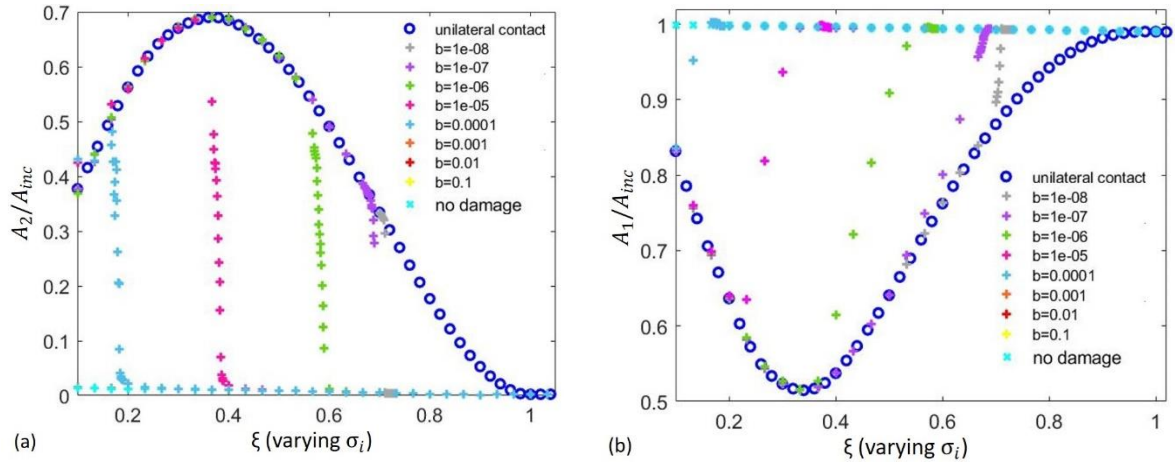 0.7
0.6
0.5
0.4
0.3
0.2
0.1
0
A₂/A_inc
unilateral contact
b=1e-08
b=1e-07
b=1e-06
b=1e-05
b=0.0001
b=0.001
b=0.01
b=0.1
no damage
0.2 0.4 0.6 0.8 1
(a) ξ (varying σᵢ)
1
0.9
0.8
0.7
0.6
0.5
A₁/A_inc
unilateral contact
b=1e-08
b=1e-07
b=1e-06
b=1e-05
b=0.0001
b=0.001
b=0.01
b=0.1
no damage
0.2 0.4 0.6 0.8 1
(b) ξ (varying σᵢ)